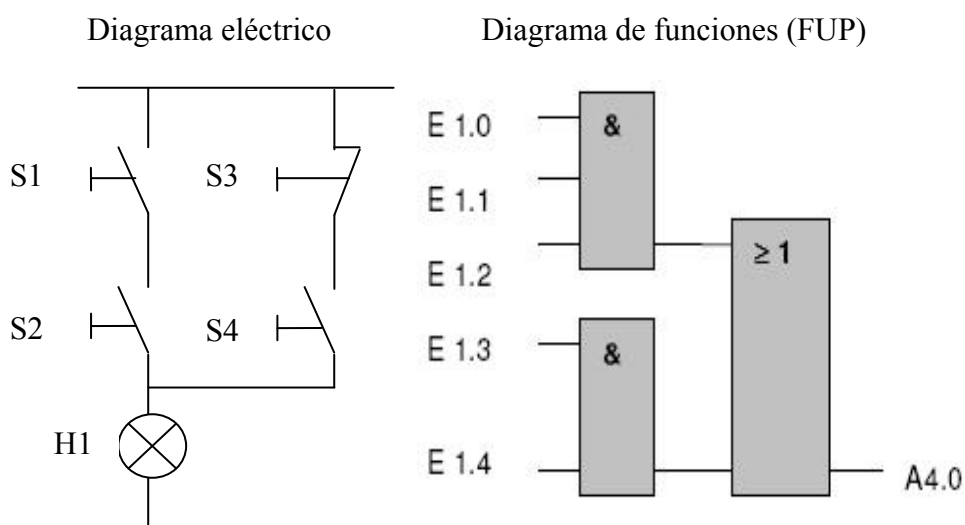 Diagrama eléctrico
Diagrama de funciones (FUP)
S1
S3
S2
S4
H1
E 1.0
&
E 1.1
E 1.2
≥ 1
E 1.3
&
E 1.4
A4.0